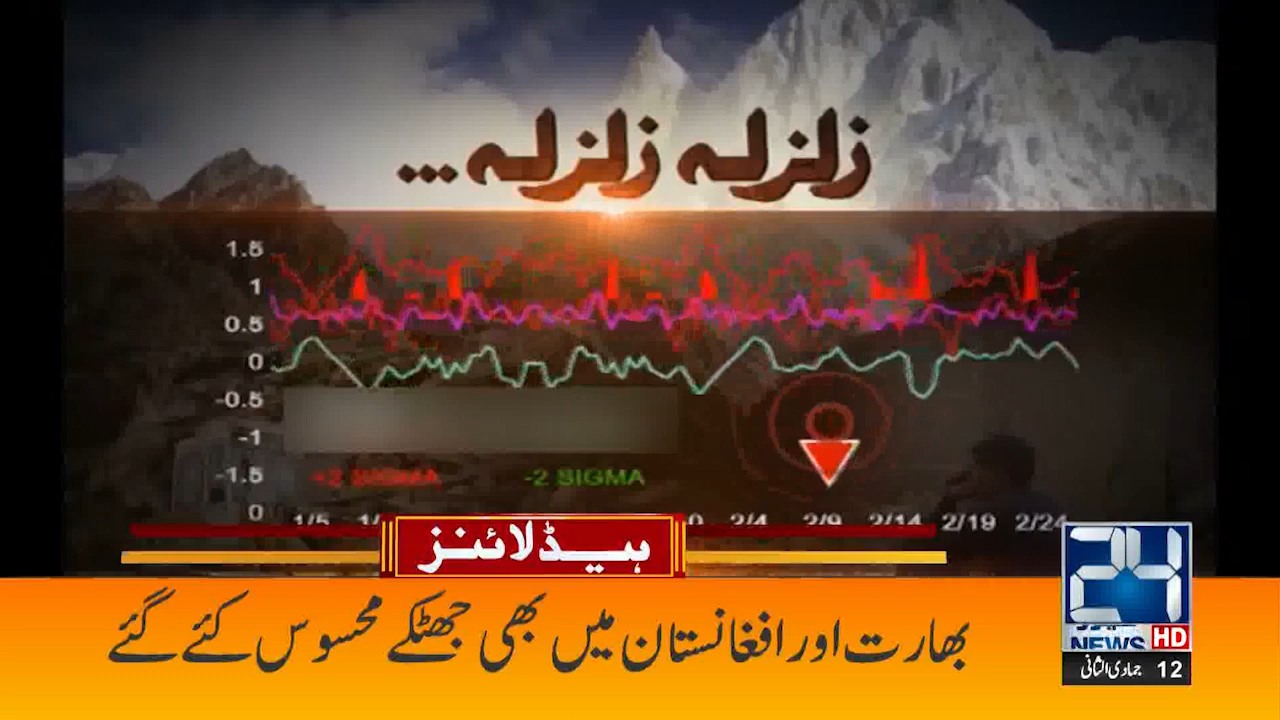 زلزلہ زلزلہ ...
1.5
1
0.5
0
-0.5
-1
-1.5
0
+2 SIGMA
-2 SIGMA
1/5
2/4 2/9 2/14 2/19 2/24
ہیڈلائنز
بھارت اور افغانستان میں بھی جھٹکے محسوس کئے گئے
24
NEWS HD
12 جمادی الثانی